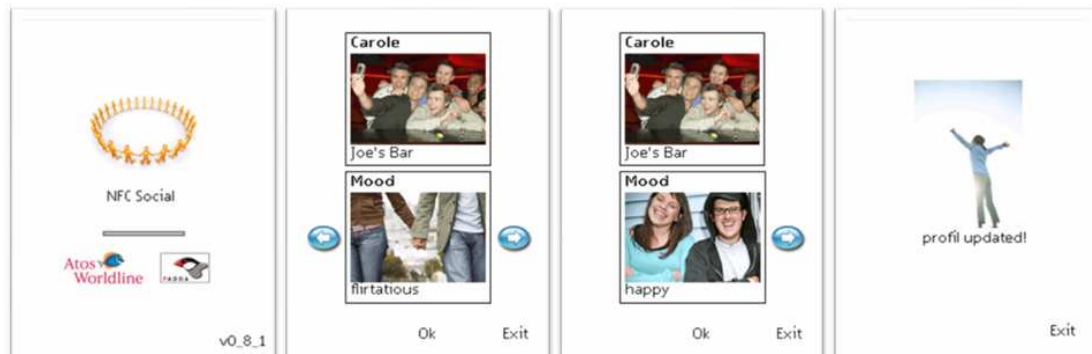 NFC Social
Atos
Worldline
PADDA
v0_8_1
Carole
Joe's Bar
Mood
flirtatious
Ok Exit
Carole
Joe's Bar
Mood
happy
Ok Exit
profil updated!
Exit